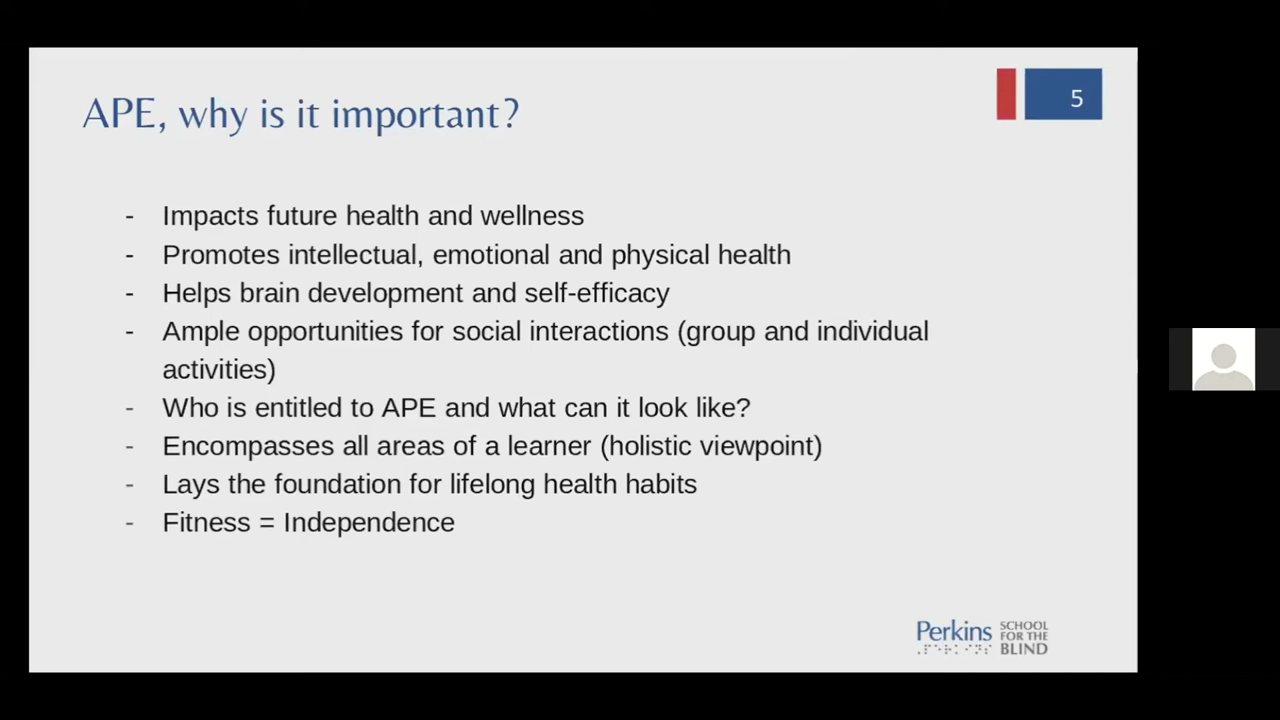 APE, why is it important?
5
- Impacts future health and wellness
- Promotes intellectual, emotional and physical health
- Helps brain development and self-efficacy
- Ample opportunities for social interactions (group and individual
activities)
- Who is entitled to APE and what can it look like?
- Encompasses all areas of a learner (holistic viewpoint)
- Lays the foundation for lifelong health habits
- Fitness = Independence
Perkins SCHOOL
FOR THE
BLIND